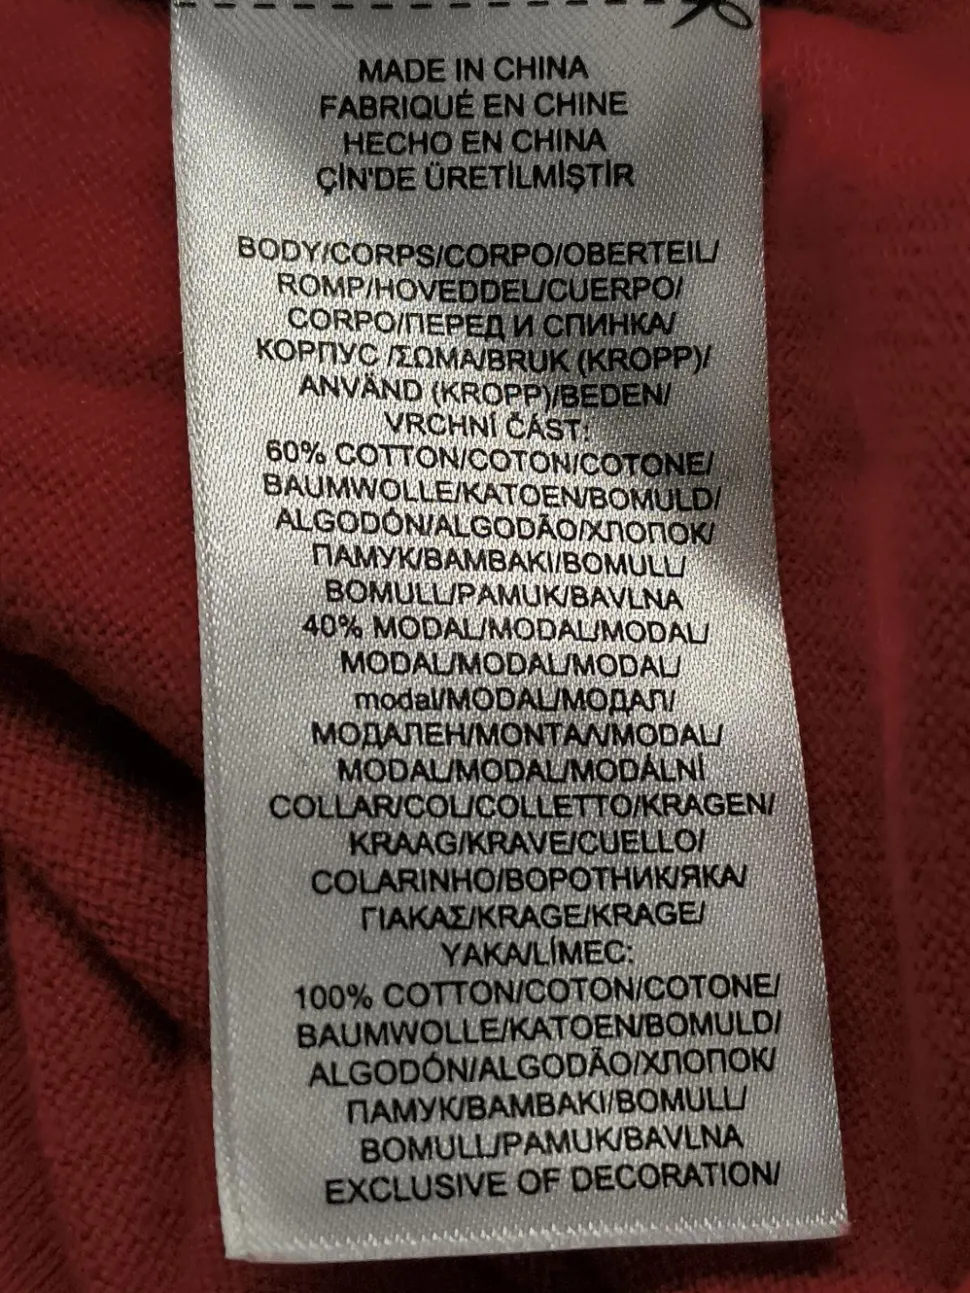 MADE IN CHINA
FABRIQUÉ EN CHINE
HECHO EN CHINA
ÇİN'DE ÜRETİLMİŞTİR
BODY/CORPS/CORPO/OBERTEIL/
ROMP/HOVEDDEL/CUERPO/
CORPO/ПЕРЕД И СПИНКА/
КОРПУС /ΣΩΜΑ/BRUK (KROPP)/
ANVÄND (KROPP)/BEDEN/
VRCHNÍ ČÁST:
60% COTTON/COTON/COTONE/
BAUMWOLLE/KATOEN/BOMULD/
ALGODÓN/ALGODÃO/ХЛОПОК/
ПАМУК/ΒΑΜΒΑΚΙ/BOMULL/
BOMULL/PAMUK/BAVLNA
40% MODAL/MODAL/MODAL/
MODAL/MODAL/MODAL/
modal/MODAL/МОДАЛ/
МОДАЛЕН/ΜΟΝΤΑΛ/MODAL/
MODAL/MODAL/MODÁLNÍ
COLLAR/COL/COLLETTO/KRAGEN/
KRAAG/KRAVE/CUELLO/
COLARINHO/ВОРОТНИК/ЯКА/
ΓΙΑΚΑΣ/KRAGE/KRAGE/
YAKA/LÍMEC:
100% COTTON/COTON/COTONE/
BAUMWOLLE/KATOEN/BOMULD/
ALGODÓN/ALGODÃO/ХЛОПОК/
ПАМУК/ΒΑΜΒΑΚΙ/BOMULL/
BOMULL/PAMUK/BAVLNA
EXCLUSIVE OF DECORATION/